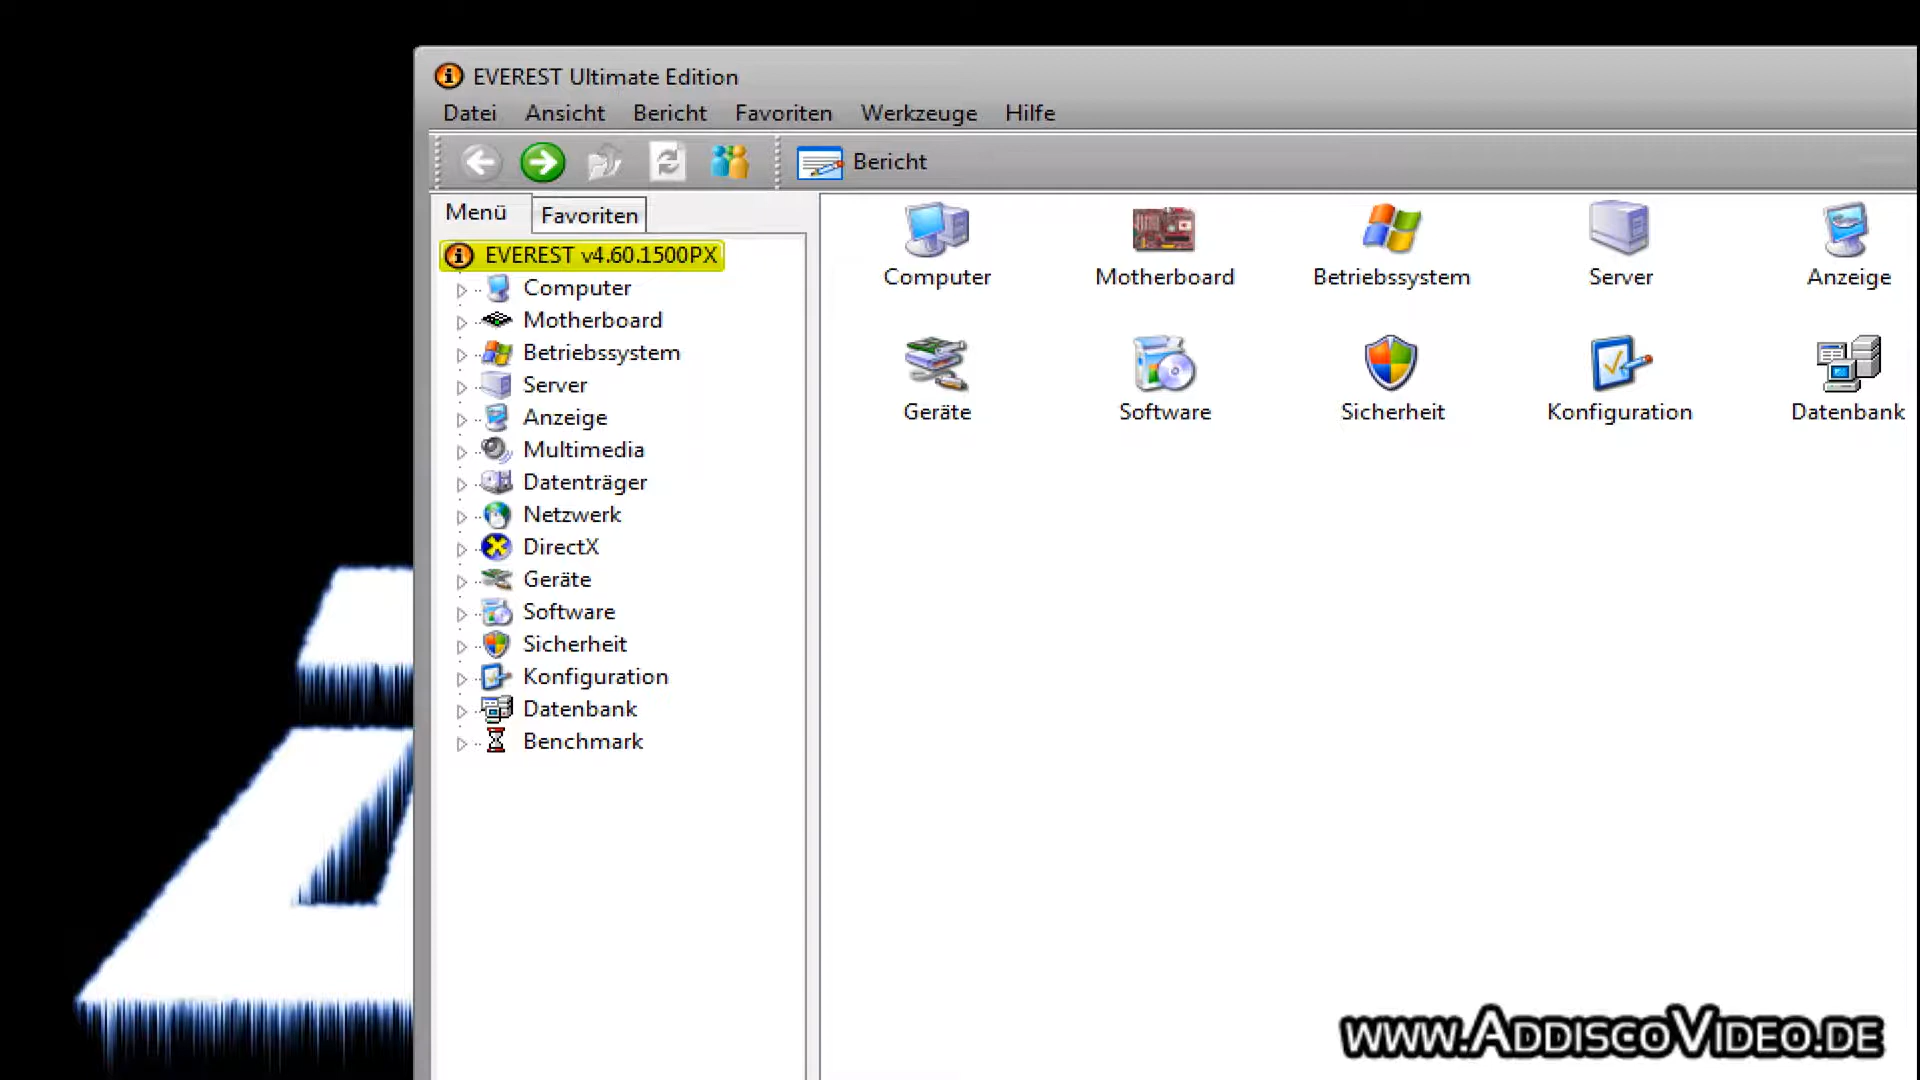 EVEREST Ultimate Edition
Datei Ansicht Bericht Favoriten Werkzeuge Hilfe
Bericht
Menü Favoriten
EVEREST v4.60.1500PX
Computer
Motherboard
Betriebssystem
Server
Anzeige
Multimedia
Datenträger
Netzwerk
DirectX
Geräte
Software
Sicherheit
Konfiguration
Datenbank
Benchmark
Computer Motherboard Betriebssystem Server Anzeige
Geräte Software Sicherheit Konfiguration Datenbank
www.AddiscoVideo.de